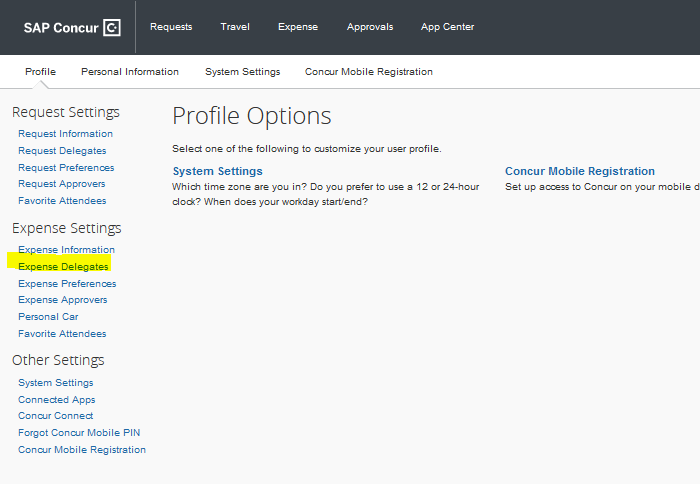 SAP Concur C
Requests Travel Expense Approvals App Center
Profile Personal Information System Settings Concur Mobile Registration
Request Settings
Request Information
Request Delegates
Request Preferences
Request Approvers
Favorite Attendees
Expense Settings
Expense Information
Expense Delegates
Expense Preferences
Expense Approvers
Personal Car
Favorite Attendees
Other Settings
System Settings
Connected Apps
Concur Connect
Forgot Concur Mobile PIN
Concur Mobile Registration
Profile Options
Select one of the following to customize your user profile.
System Settings
Which time zone are you in? Do you prefer to use a 12 or 24-hour
clock? When does your workday start/end?
Concur Mobile Registration
Set up access to Concur on your mobile d